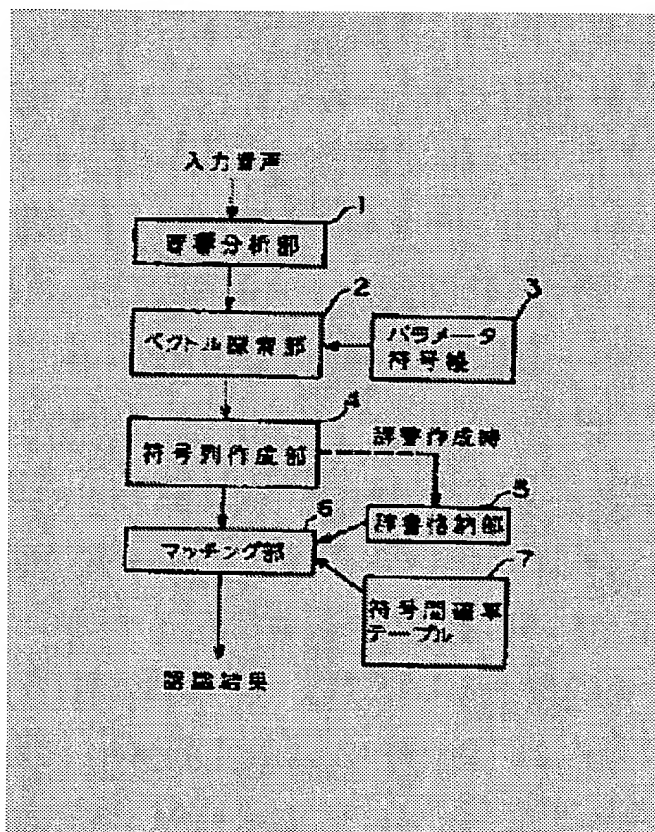 入力音声
1
音響分析部
2
ベクトル探索部
3
パラメータ
符号帳
4
符号列作成部
辞書作成時
5
辞書格納部
6
マッチング部
7
符号間確率
テーブル
認識結果